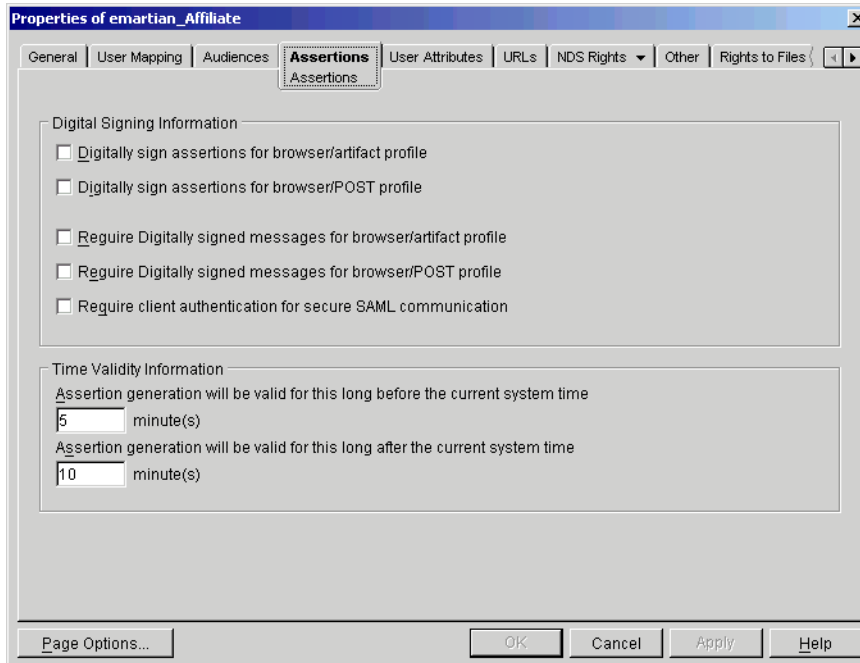 Properties of emartian_Affiliate
General User Mapping Audiences Assertions User Attributes URLs NDS Rights Other Rights to Files
Assertions
Digital Signing Information
Digitally sign assertions for browser/artifact profile
Digitally sign assertions for browser/POST profile
Require Digitally signed messages for browser/artifact profile
Require Digitally signed messages for browser/POST profile
Require client authentication for secure SAML communication
Time Validity Information
Assertion generation will be valid for this long before the current system time
5 minute(s)
Assertion generation will be valid for this long after the current system time
10 minute(s)
Page Options... OK Cancel Apply Help